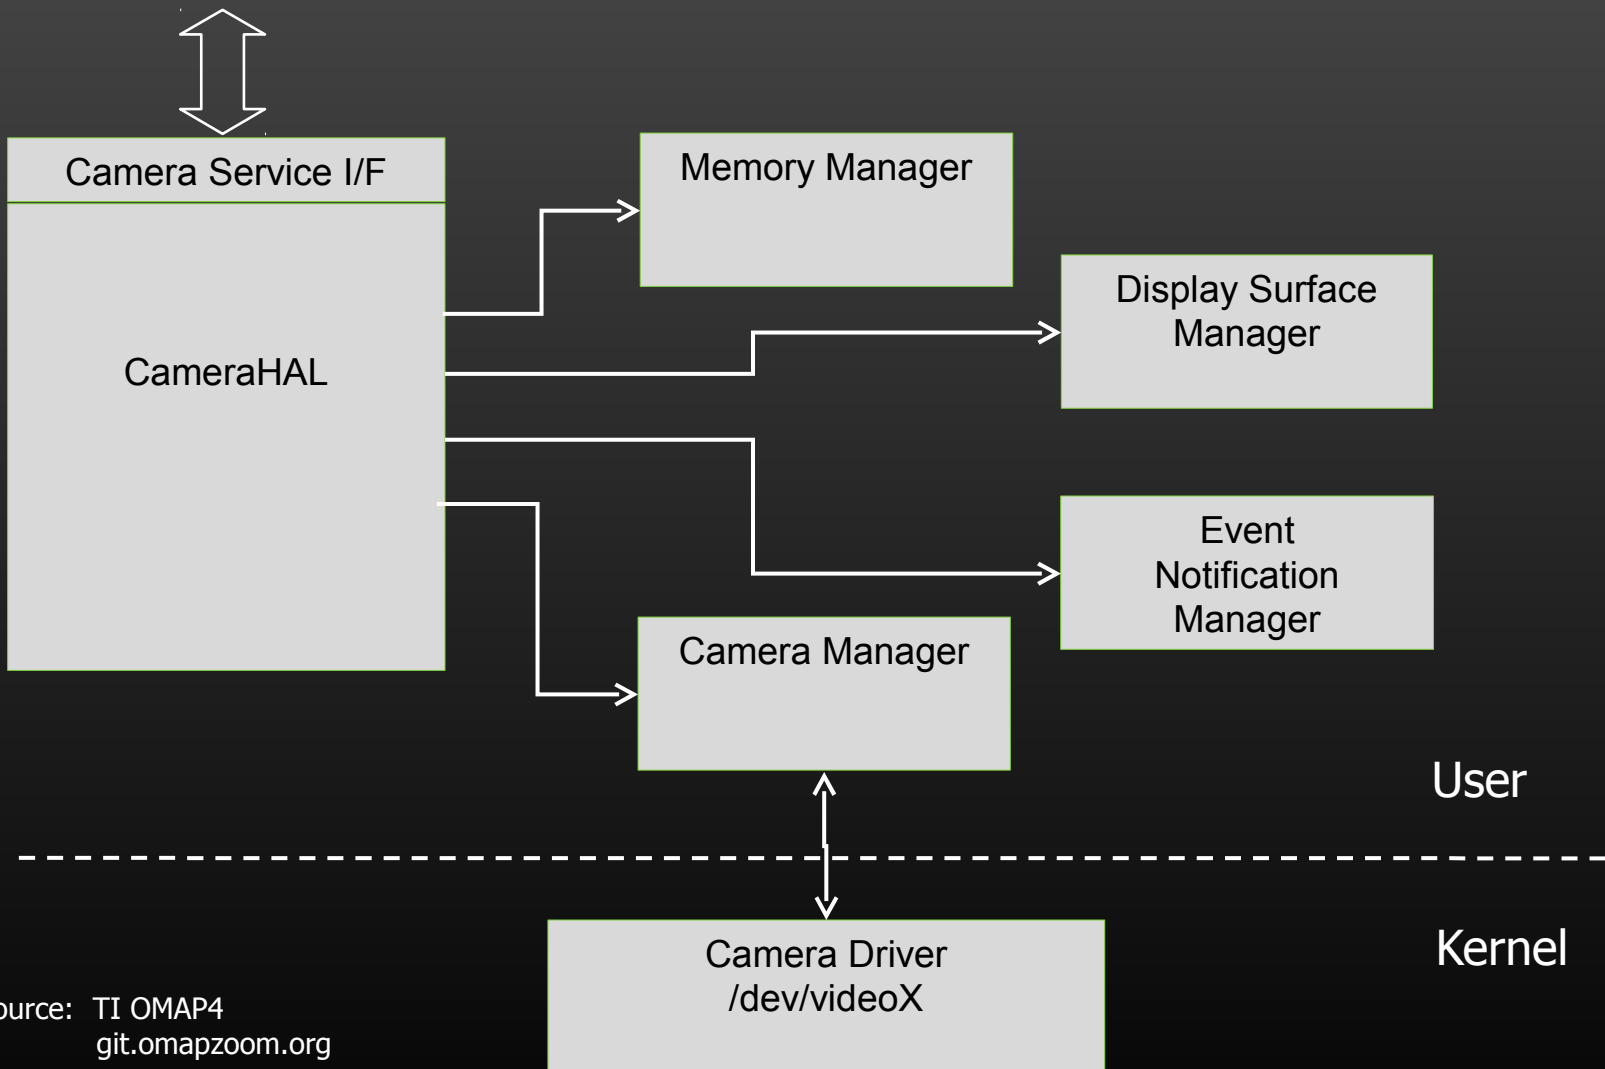 Camera Service I/F
CameraHAL
Memory Manager
Display Surface
Manager
Event
Notification
Manager
Camera Manager
User
Kernel
Camera Driver
/dev/videoX
ource: TI OMAP4
git.omapzoom.org